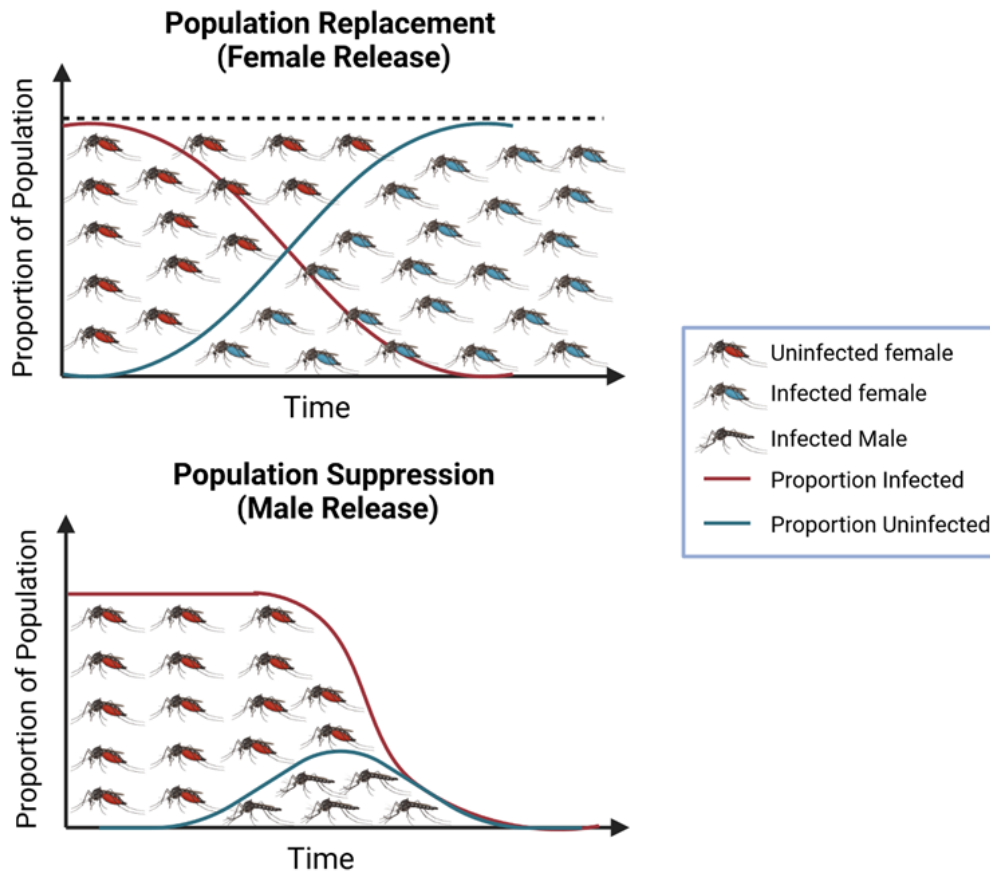 Population Replacement
(Female Release)
Proportion of Population
Time
Uninfected female
Infected female
Infected Male
Proportion Infected
Proportion Uninfected
Population Suppression
(Male Release)
Proportion of Population
Time